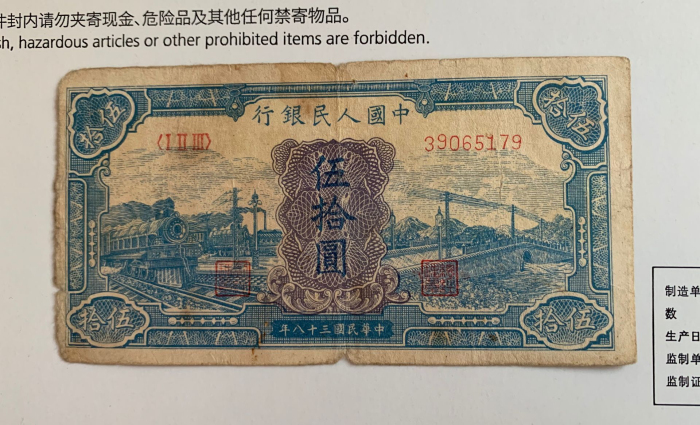 件封内请勿夹寄现金、危险品及其他任何禁寄物品。
sh, hazardous articles or other prohibited items are forbidden.
行銀民人國中
伍拾
拾伍
〈I II III〉
39065179
伍拾圓
拾伍
伍拾
年八十三國民華中
制造单
数
生产日
监制单
监制证